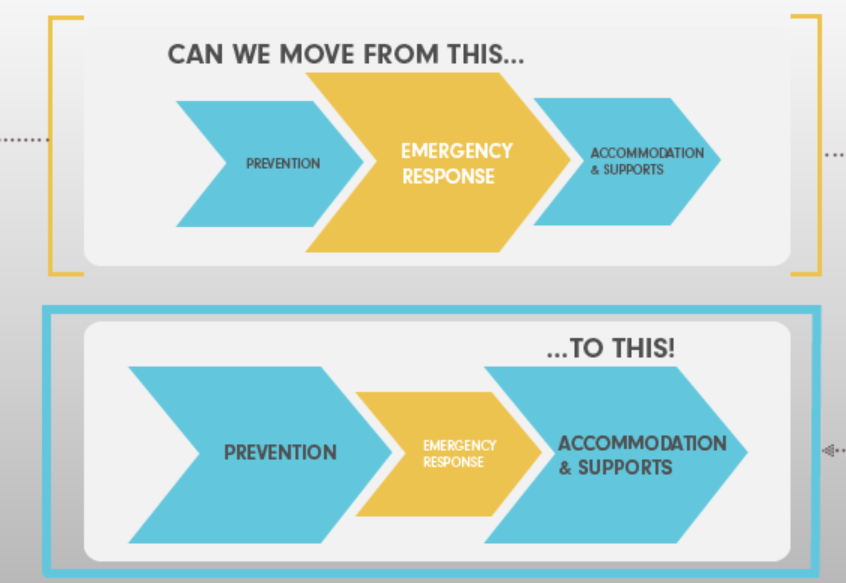 CAN WE MOVE FROM THIS...
PREVENTION
EMERGENCY
RESPONSE
ACCOMMODATION
& SUPPORTS
...TO THIS!
PREVENTION
EMERGENCY
RESPONSE
ACCOMMODATION
& SUPPORTS